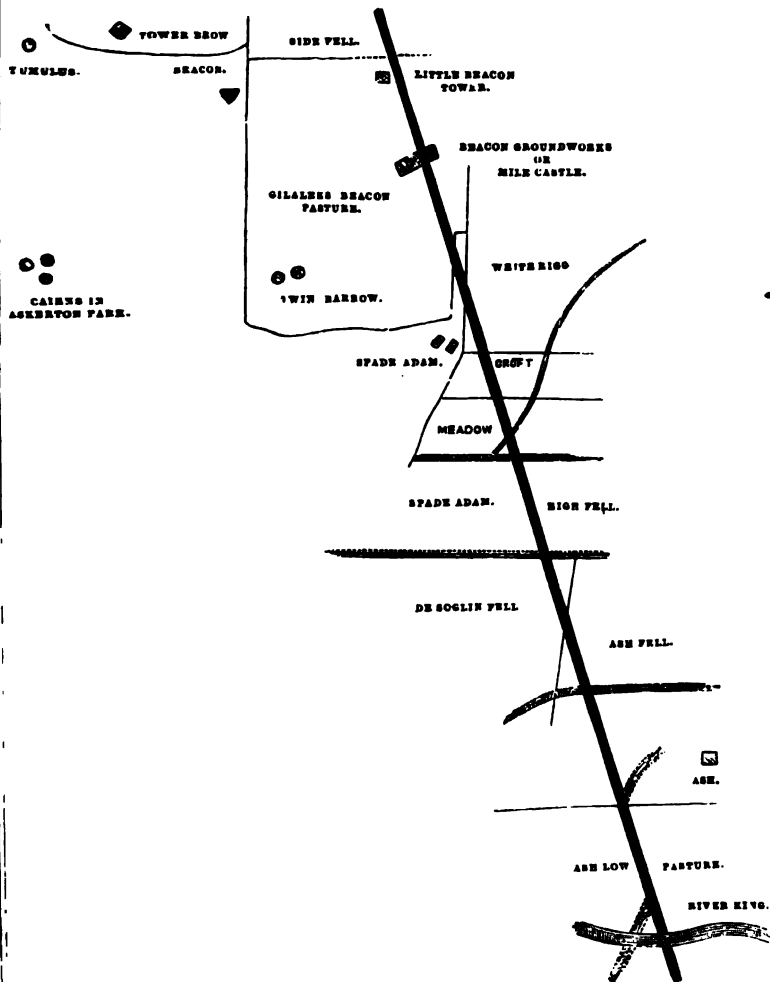 TOWER BROW
SIDE FELL.
TUMULUS.
BEACON.
LITTLE BEACON
TOWER.
BEACON GROUNDWORKS
OR
MILE CASTLE.
GILALEES BEACON
PASTURE.
WHITE RIGG
CAIRNS IN
ASKERTON PARK.
TWIN BARROW.
SPADE ADAM.
CROFT
MEADOW
SPADE ADAM.
HIGH FELL.
DE SOGLIN FELL
ASH FELL.
ASH.
ASH LOW PASTURE.
RIVER KING.